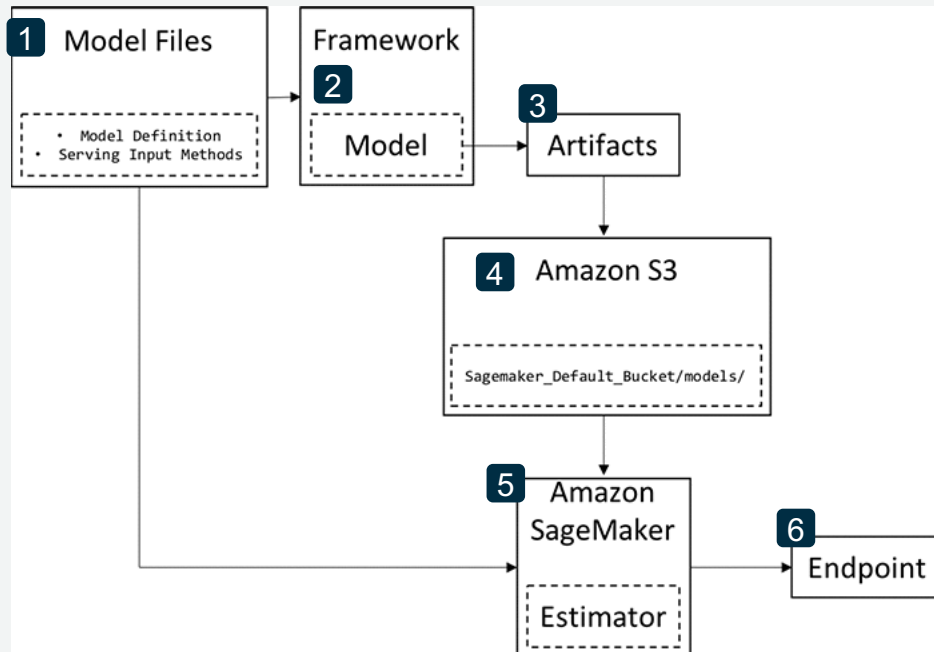 1
Model Files
• Model Definition
• Serving Input Methods
Framework
2
Model
3
Artifacts
4
Amazon S3
Sagemaker_Default_Bucket/models/
5
Amazon
SageMaker
Estimator
6
Endpoint